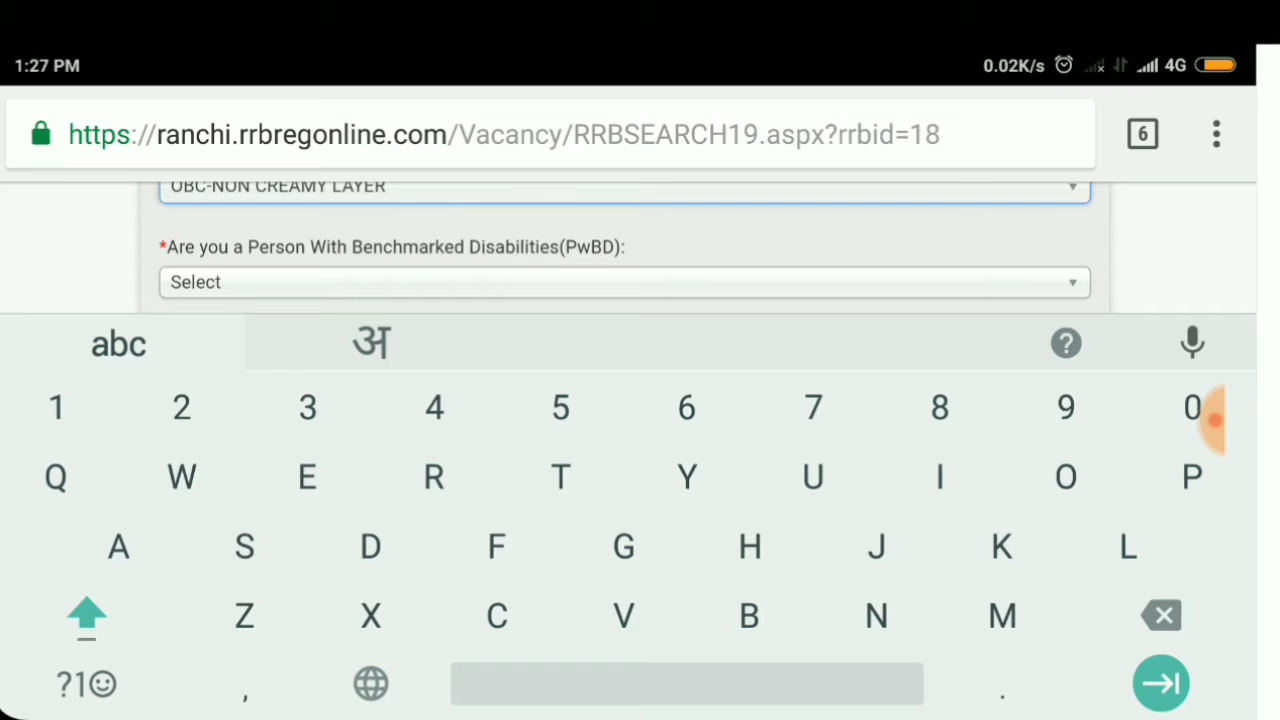 1:27 PM 0.02K/s 4G
https://ranchi.rrbregonline.com/Vacancy/RRBSEARCH19.aspx?rrbid=18 6
OBC-NON CREAMY LAYER
*Are you a Person With Benchmarked Disabilities(PwBD):
Select
abc अ ?
1 2 3 4 5 6 7 8 9 0
Q W E R T Y U I O P
A S D F G H J K L
Z X C V B N M
?1☺ , .